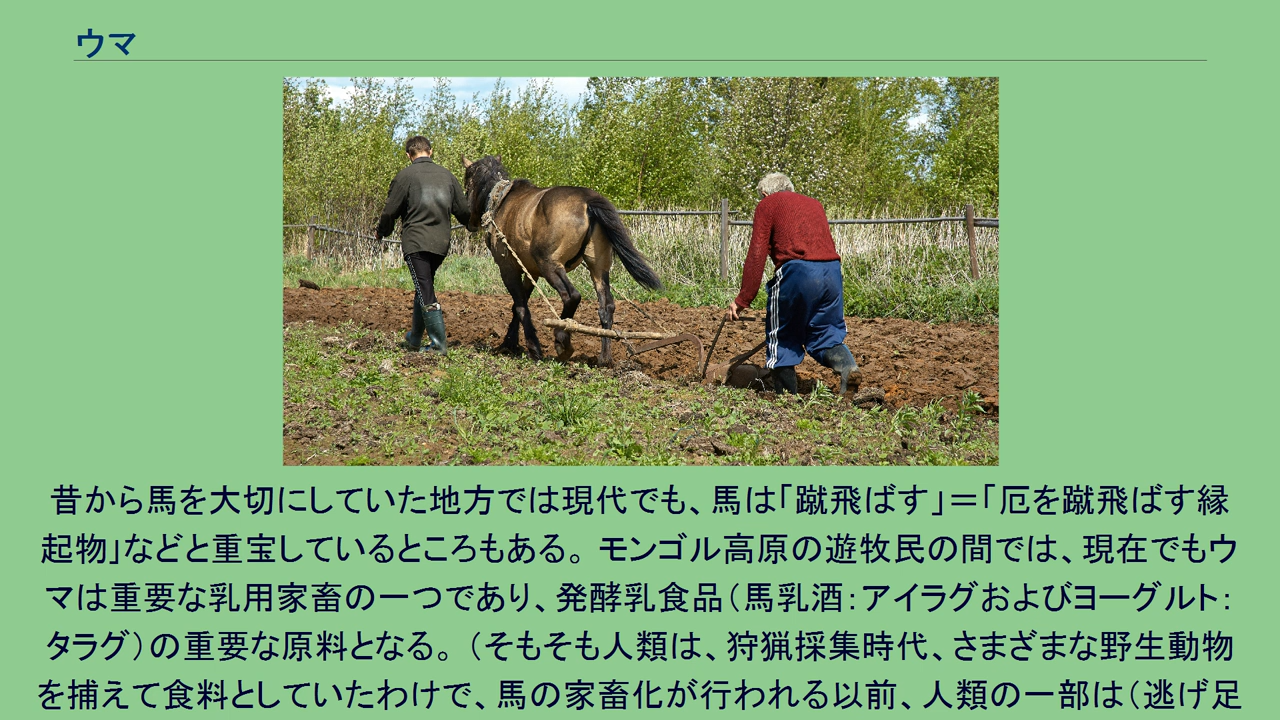 ウマ
昔から馬を大切にしていた地方では現代でも、馬は「蹴飛ばす」＝「厄を蹴飛ばす縁
起物」などと重宝しているところもある。 モンゴル高原の遊牧民の間では、現在でもウ
マは重要な乳用家畜の一つであり、発酵乳食品（馬乳酒：アイラグおよびヨーグルト：
タラグ）の重要な原料となる。 （そもそも人類は、狩猟採集時代、さまざまな野生動物
を捕えて食料としていたわけで、馬の家畜化が行われる以前、人類の一部は（逃げ足